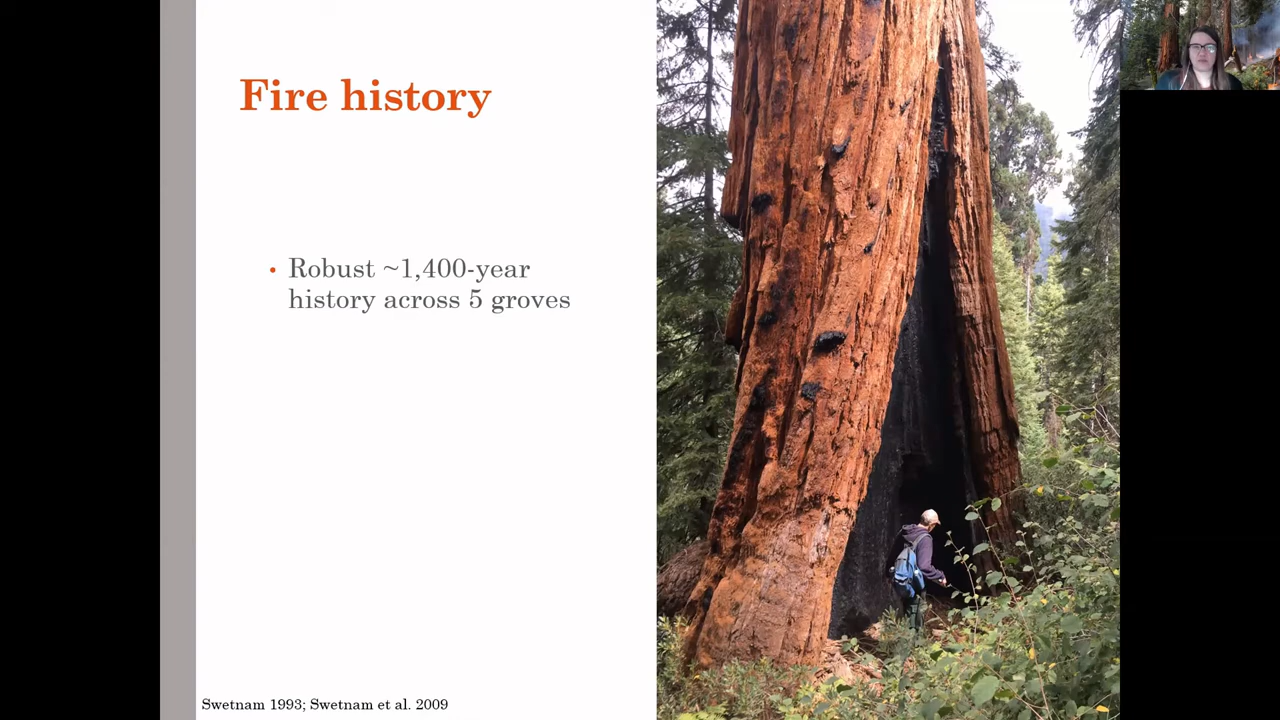 Fire history
• Robust ~1,400-year
history across 5 groves
Swetnam 1993; Swetnam et al. 2009